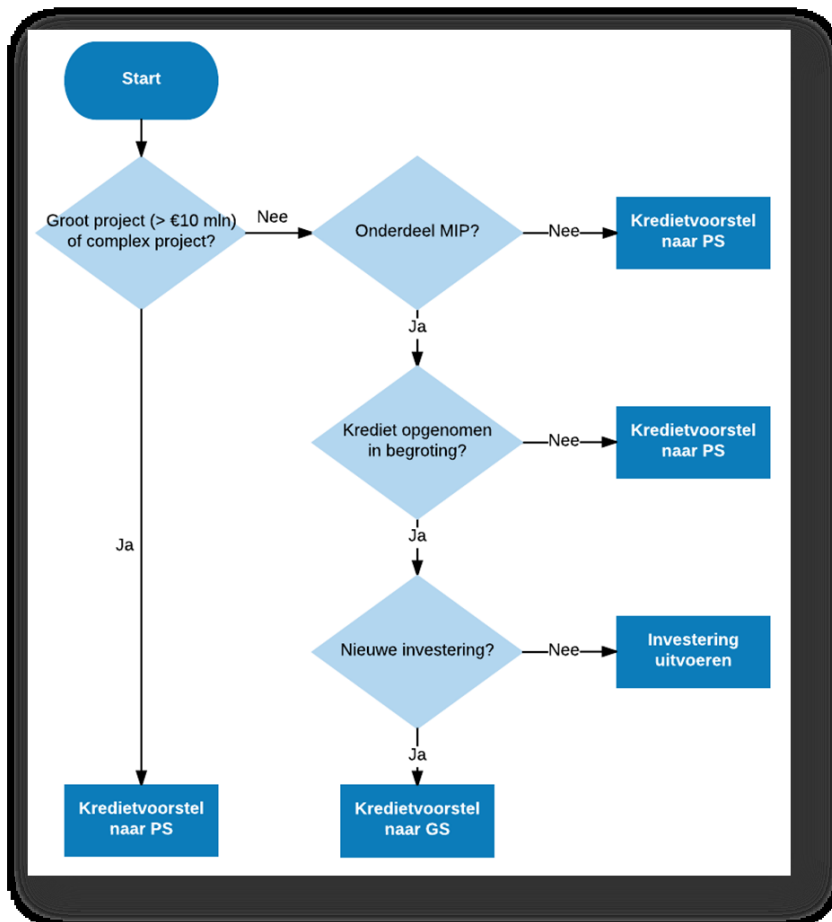 Start
Groot project (> €10 mln)
of complex project?
Nee
Onderdeel MIP?
Nee
Kredietvoorstel
naar PS
Ja
Krediet opgenomen
in begroting?
Nee
Kredietvoorstel
naar PS
Ja
Ja
Nieuwe investering?
Nee
Investering
uitvoeren
Ja
Kredietvoorstel
naar PS
Kredietvoorstel
naar GS